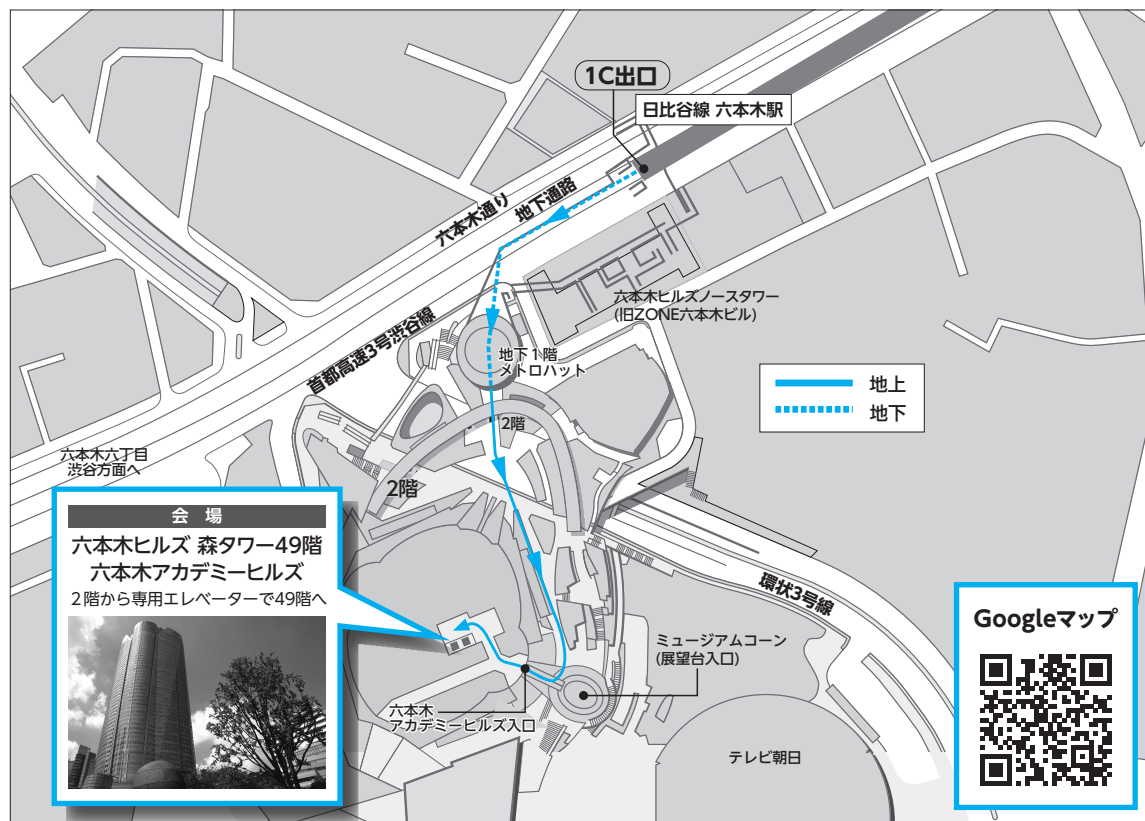 1C出口
日比谷線 六本木駅
六本木通り
地下通路
六本木ヒルズノースタワー
(旧ZONE六本木ビル)
首都高速3号渋谷線
地下1階
メトロハット
地上
地下
2階
2階
六本木六丁目
渋谷方面へ
会 場
六本木ヒルズ 森タワー49階
六本木アカデミーヒルズ
2階から専用エレベーターで49階へ
環状3号線
Googleマップ
ミュージアムコーン
(展望台入口)
六本木
アカデミーヒルズ入口
テレビ朝日